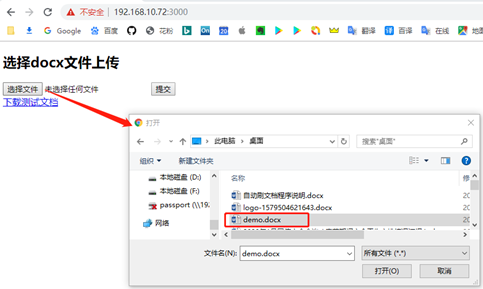 不安全 | 192.168.10.72:3000
Google 百度 花粉 Bing On 20 翻译 百译 在线 地图
选择docx文件上传
选择文件 未选择任何文件 提交
下载测试文档
打开
此电脑 > 桌面 搜索"桌面"
组织 新建文件夹
本地磁盘 (D:)
本地磁盘 (F:)
passport (\\19
网络
名称
自动刷文档程序说明.docx
logo-1579504621643.docx
demo.docx
文件名(N): demo.docx 所有文件 (*.*)
打开(O) 取消